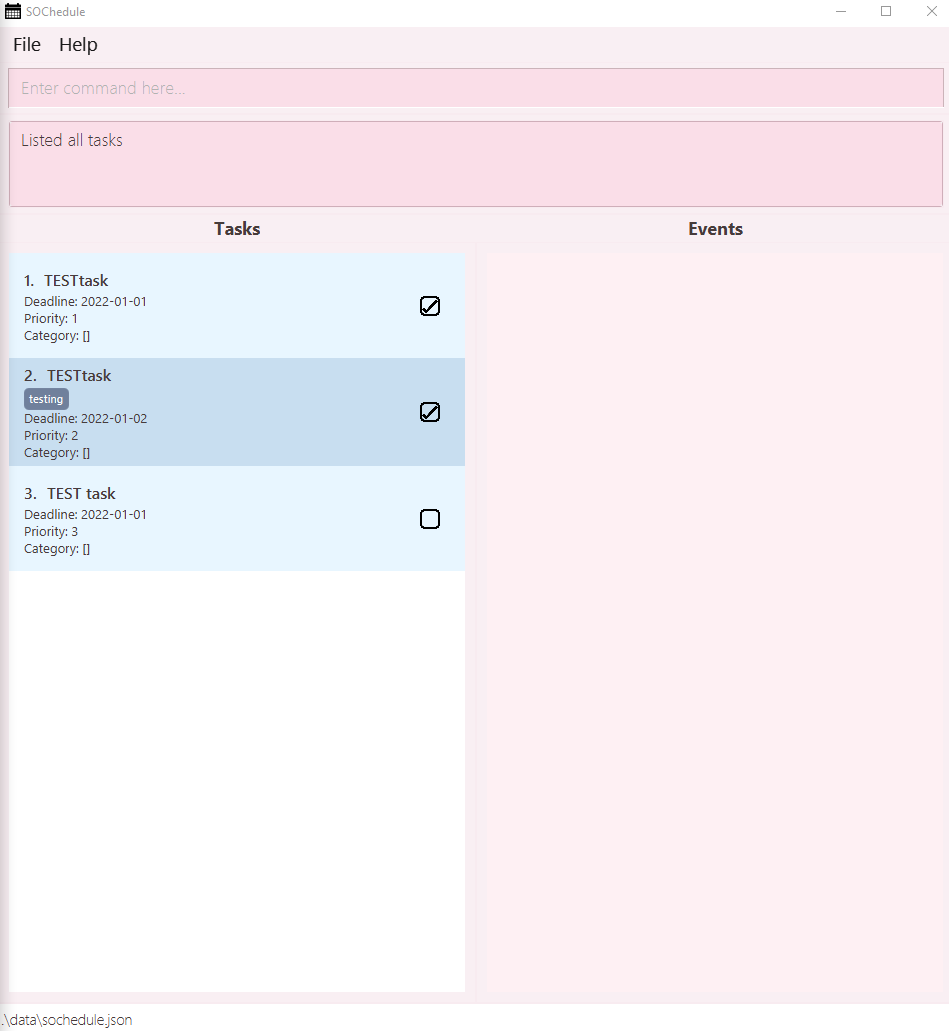 SOChedule
File Help
Enter command here...
Listed all tasks
Tasks
Events
1. TESTtask
Deadline: 2022-01-01
Priority: 1
Category: []
2. TESTtask
testing
Deadline: 2022-01-02
Priority: 2
Category: []
3. TEST task
Deadline: 2022-01-01
Priority: 3
Category: []
.\data\sochedule.json